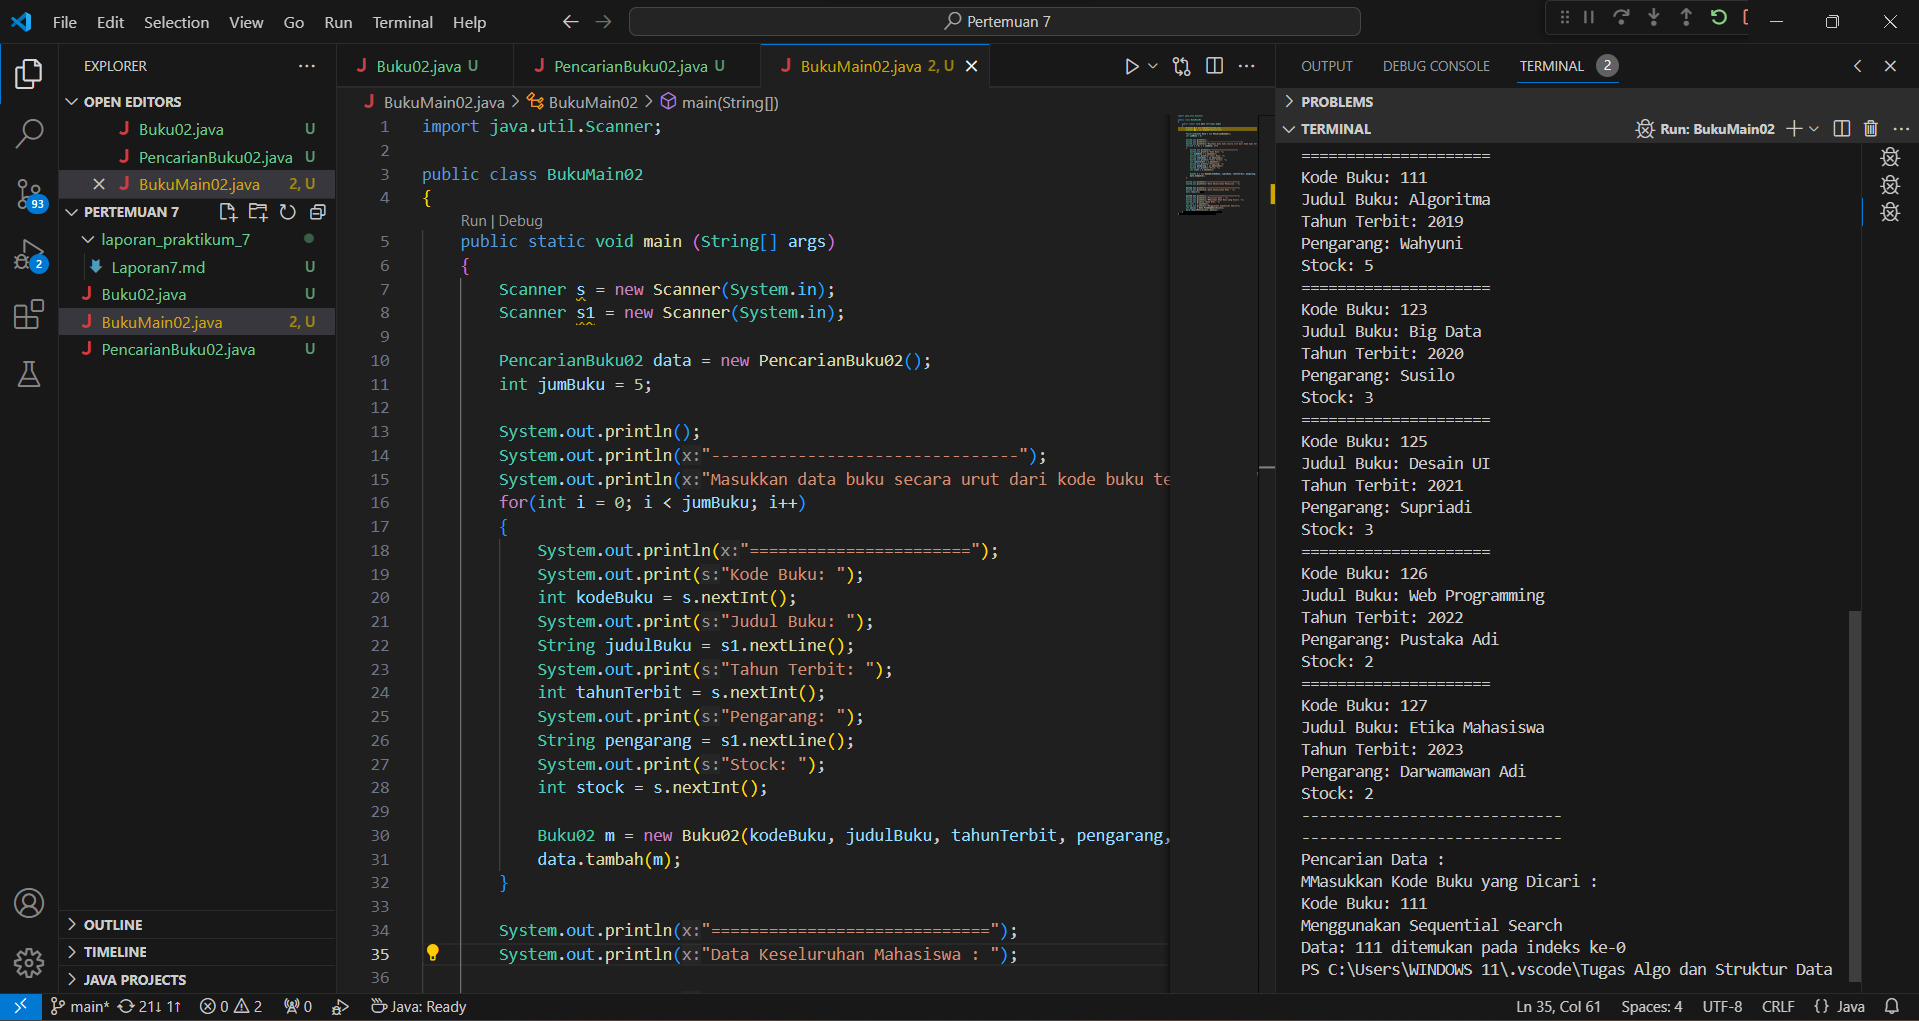 File Edit Selection View Go Run Terminal Help
Pertemuan 7
EXPLORER
OPEN EDITORS
Buku02.java U
PencarianBuku02.java U
BukuMain02.java 2, U
PERTEMUAN 7
laporan_praktikum_7
Laporan7.md U
Buku02.java U
BukuMain02.java 2, U
PencarianBuku02.java U
OUTLINE
TIMELINE
JAVA PROJECTS
93
2
Buku02.java U
PencarianBuku02.java U
BukuMain02.java 2, U
BukuMain02.java > BukuMain02 > main(String[])
1 import java.util.Scanner;
2
3 public class BukuMain02
4 {
Run | Debug
5 public static void main (String[] args)
6 {
7 Scanner s = new Scanner(System.in);
8 Scanner s1 = new Scanner(System.in);
9
10 PencarianBuku02 data = new PencarianBuku02();
11 int jumBuku = 5;
12
13 System.out.println();
14 System.out.println(x:"--------------------------------");
15 System.out.println(x:"Masukkan data buku secara urut dari kode buku te
16 for(int i = 0; i < jumBuku; i++)
17 {
18 System.out.println(x:"=======================");
19 System.out.print(s:"Kode Buku: ");
20 int kodeBuku = s.nextInt();
21 System.out.print(s:"Judul Buku: ");
22 String judulBuku = s1.nextLine();
23 System.out.print(s:"Tahun Terbit: ");
24 int tahunTerbit = s.nextInt();
25 System.out.print(s:"Pengarang: ");
26 String pengarang = s1.nextLine();
27 System.out.print(s:"Stock: ");
28 int stock = s.nextInt();
29
30 Buku02 m = new Buku02(kodeBuku, judulBuku, tahunTerbit, pengarang,
31 data.tambah(m);
32 }
33
34 System.out.println(x:"=============================");
35 System.out.println(x:"Data Keseluruhan Mahasiswa : ");
36
OUTPUT DEBUG CONSOLE TERMINAL 2
PROBLEMS
TERMINAL
Run: BukuMain02
=====================
Kode Buku: 111
Judul Buku: Algoritma
Tahun Terbit: 2019
Pengarang: Wahyuni
Stock: 5
=====================
Kode Buku: 123
Judul Buku: Big Data
Tahun Terbit: 2020
Pengarang: Susilo
Stock: 3
=====================
Kode Buku: 125
Judul Buku: Desain UI
Tahun Terbit: 2021
Pengarang: Supriadi
Stock: 3
=====================
Kode Buku: 126
Judul Buku: Web Programming
Tahun Terbit: 2022
Pengarang: Pustaka Adi
Stock: 2
=====================
Kode Buku: 127
Judul Buku: Etika Mahasiswa
Tahun Terbit: 2023
Pengarang: Darwamawan Adi
Stock: 2
-----------------------------
-----------------------------
Pencarian Data :
MMasukkan Kode Buku yang Dicari :
Kode Buku: 111
Menggunakan Sequential Search
Data: 111 ditemukan pada indeks ke-0
PS C:\Users\WINDOWS 11\.vscode\Tugas Algo dan Struktur Data
main* 21↓ 1↑ 0 2 0 Java: Ready
Ln 35, Col 61 Spaces: 4 UTF-8 CRLF {} Java